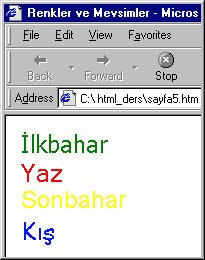 Renkler ve Mevsimler - Micros
File Edit View Favorites
Back Forward Stop
Address C:\html_ders\sayfa5.htm
İlkbahar
Yaz
Sonbahar
Kış